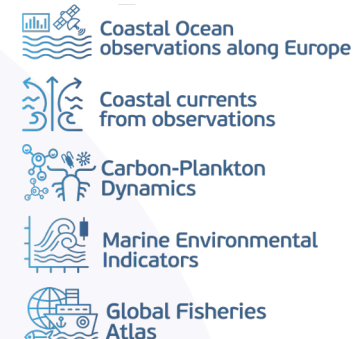 Coastal Ocean
observations along Europe
Coastal currents
from observations
Carbon-Plankton
Dynamics
Marine Environmental
Indicators
Global Fisheries
Atlas